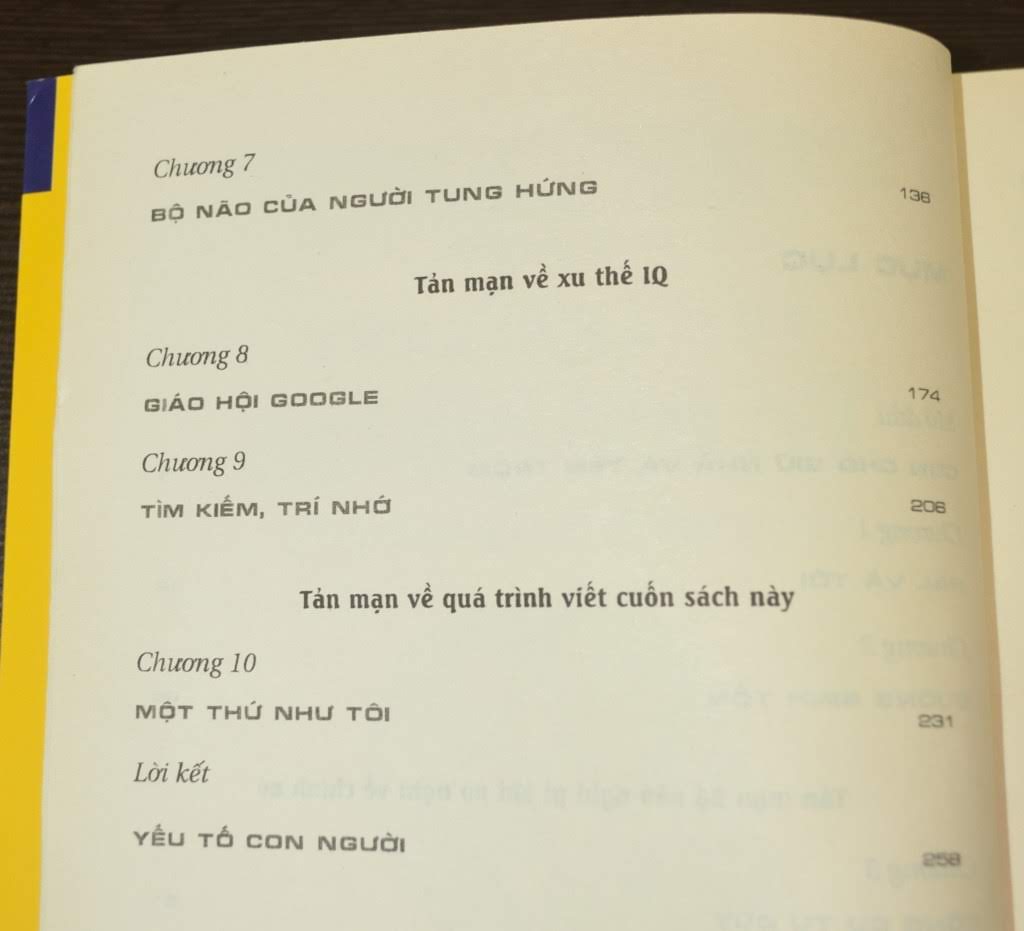 Chương 7
BỘ NÃO CỦA NGƯỜI TUNG HỨNG 136
Tản mạn về xu thế IQ
Chương 8
GIÁO HỘI GOOGLE 174
Chương 9
TÌM KIẾM, TRÍ NHỚ 206
Tản mạn về quá trình viết cuốn sách này
Chương 10
MỘT THỨ NHƯ TÔI 231
Lời kết
YẾU TỐ CON NGƯỜI 258